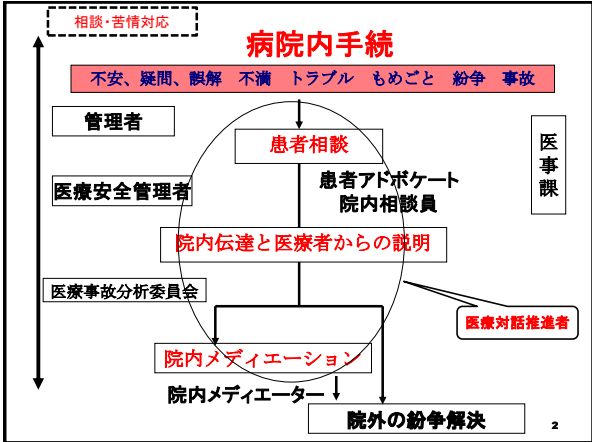 相談・苦情対応
病院内手続
不安、疑問、誤解 不満 トラブル もめごと 紛争 事故
管理者
患者相談
医事課
患者アドボケート
院内相談員
医療安全管理者
院内伝達と医療者からの説明
医療事故分析委員会
医療対話推進者
院内メディエーション
院内メディエーター
院外の紛争解決
2